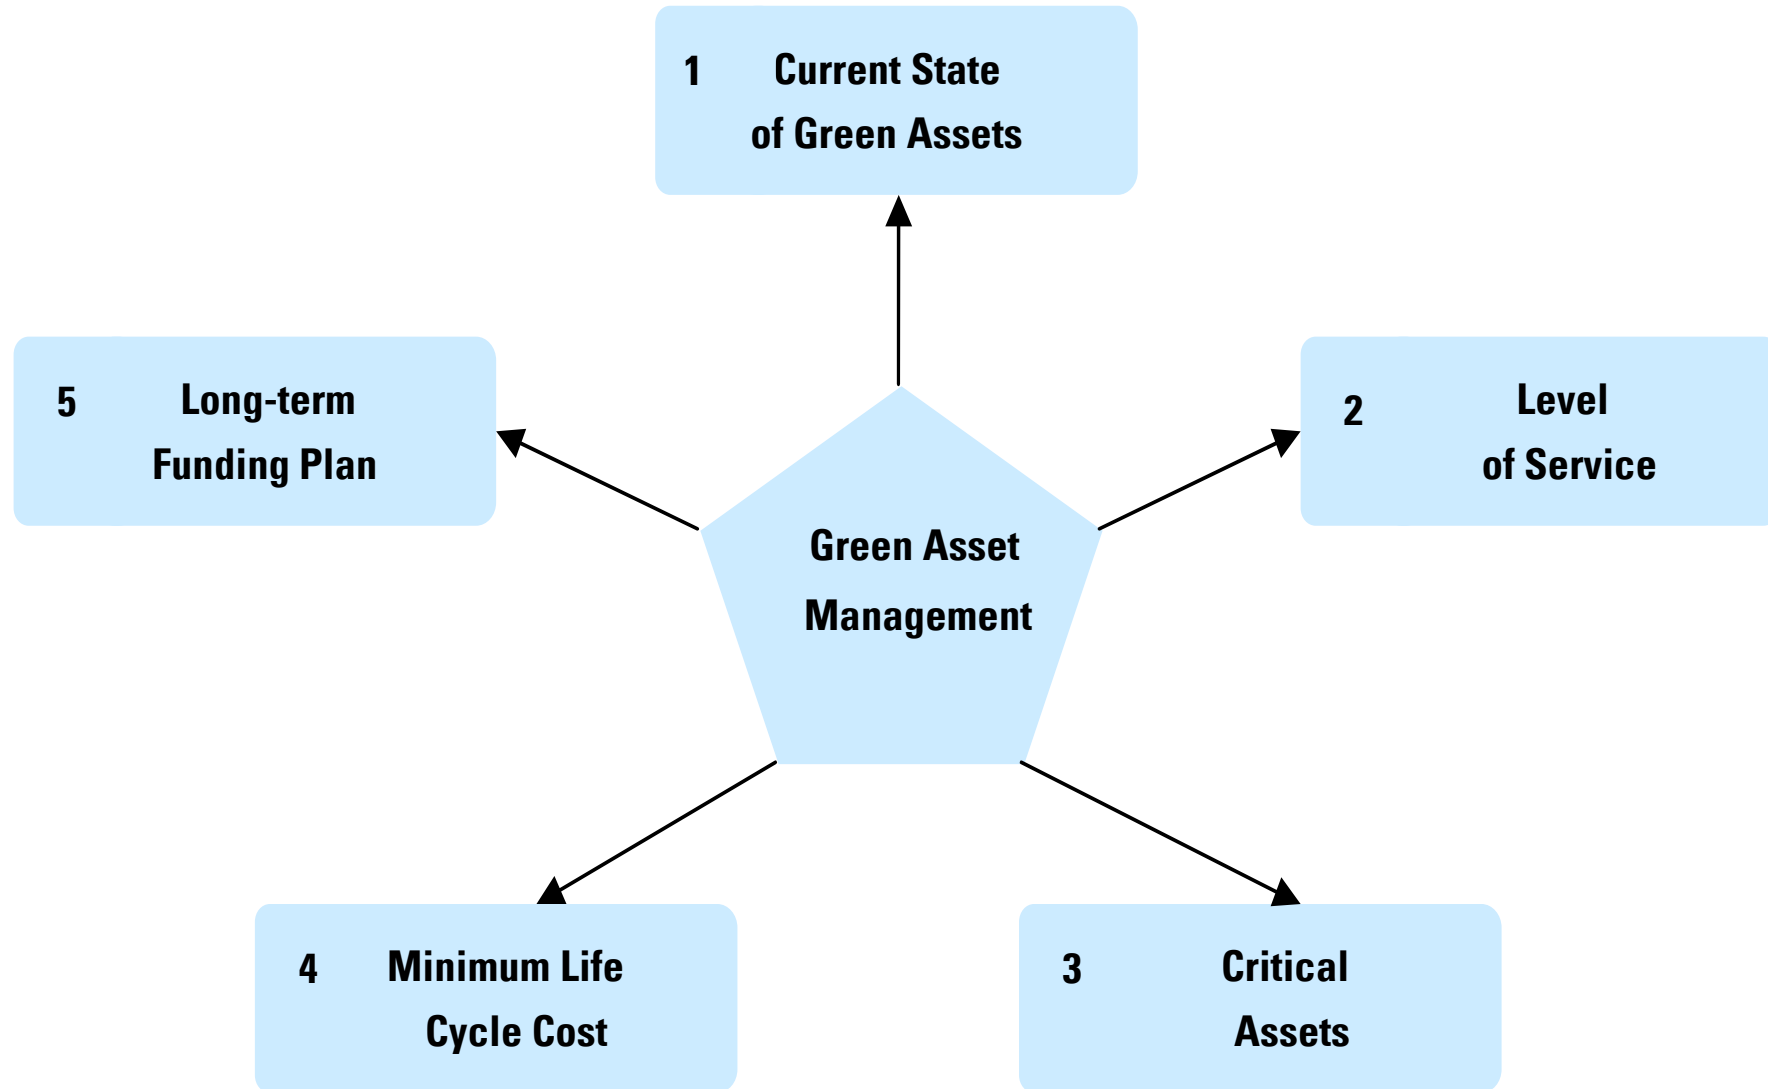 1 Current State
of Green Assets
5 Long-term
Funding Plan
2 Level
of Service
Green Asset
Management
4 Minimum Life
Cycle Cost
3 Critical
Assets